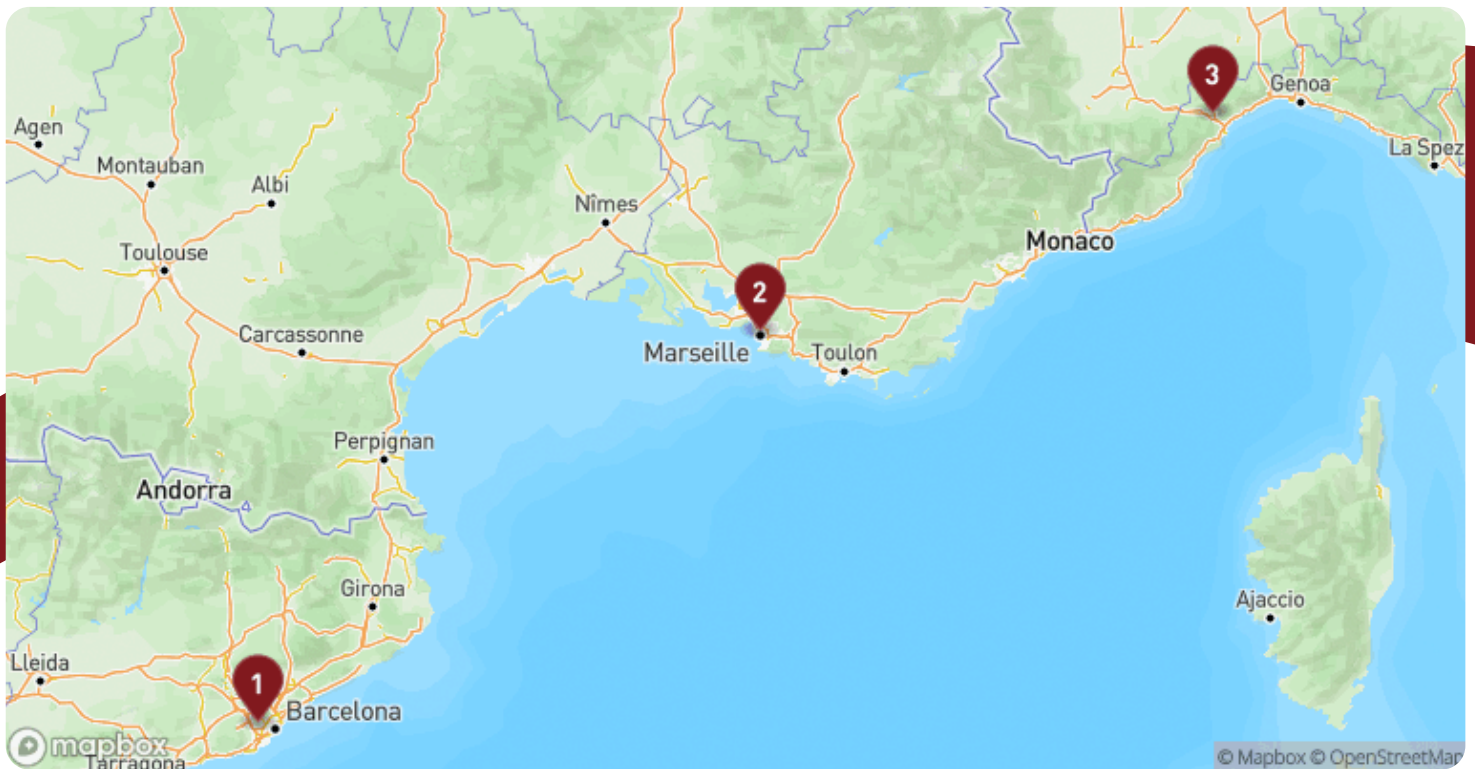 3
Genoa
Agen
La Spez
Montauban
Albi
Nîmes
Monaco
Toulouse
2
Carcassonne
Marseille
Toulon
Perpignan
Andorra
Girona
Ajaccio
Lleida
1
Barcelona
mapbox
Tarragona
© Mapbox © OpenStreetMap